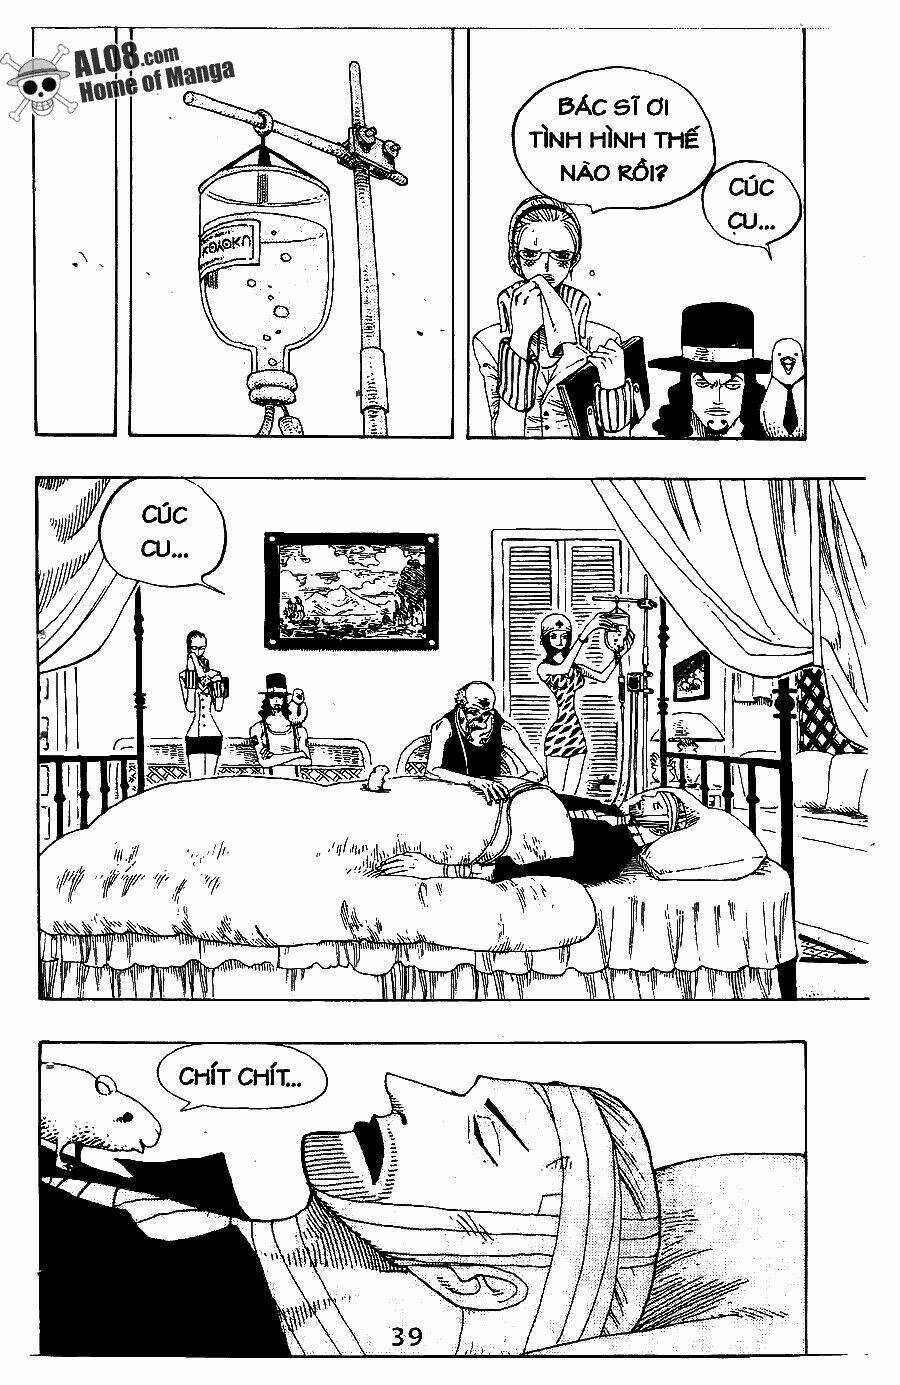 AL08.com
Home of Manga
BÁC SĨ ƠI
TÌNH HÌNH THẾ
NÀO RỒI?
CÚC
CU...
CÚC
CU...
CHÍT CHÍT...
39